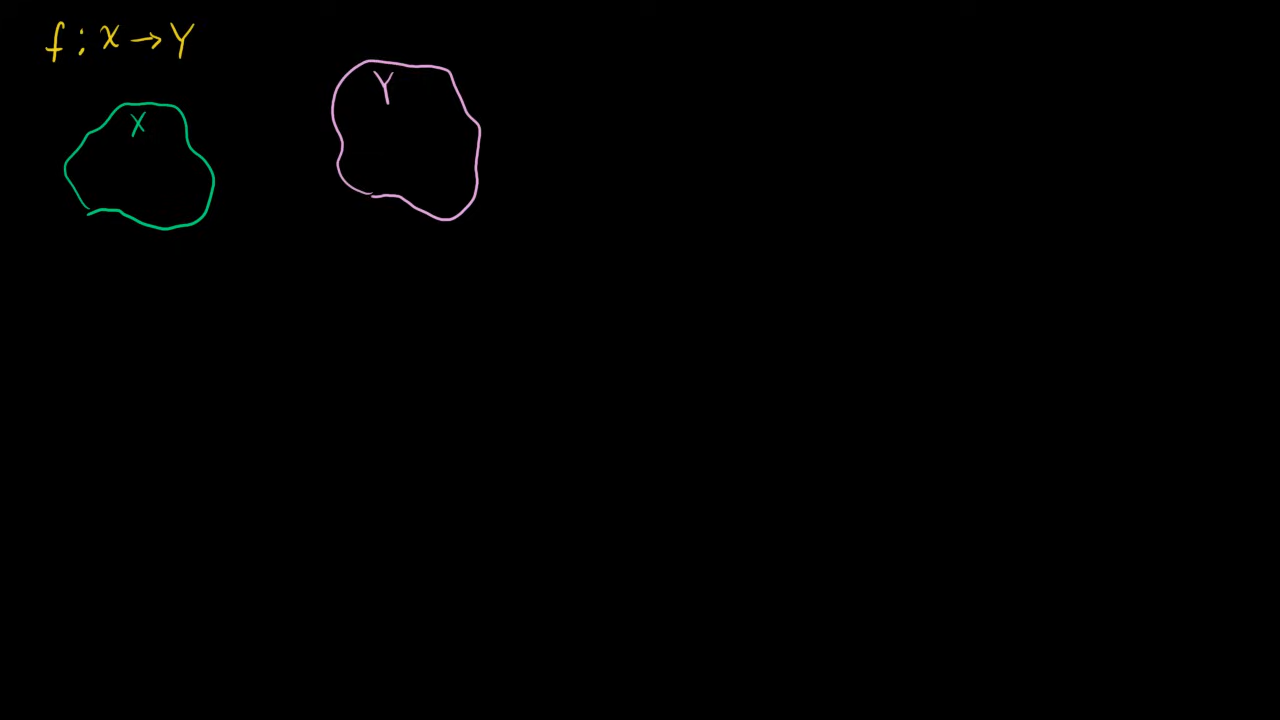 f : X → Y
X
Y